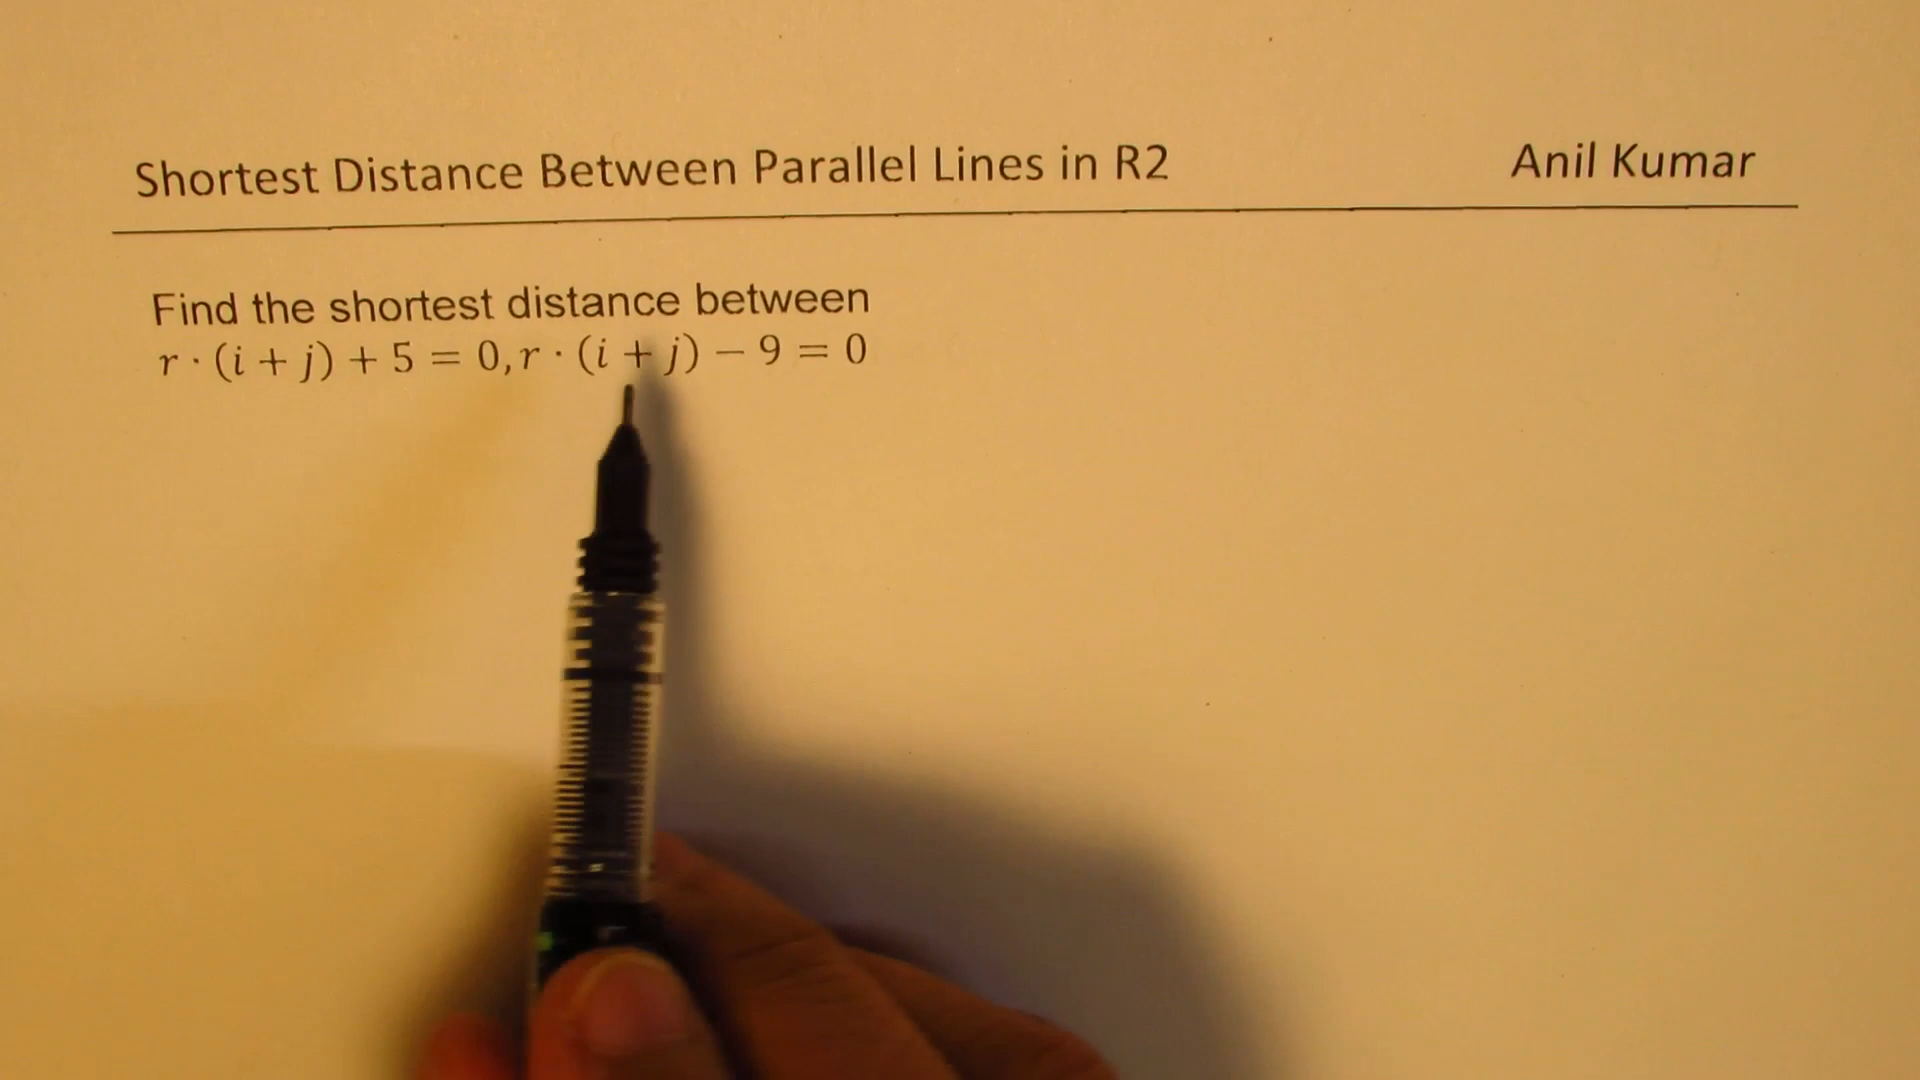 Shortest Distance Between Parallel Lines in R2 Anil Kumar
Find the shortest distance between
r · (i + j) + 5 = 0, r · (i + j) − 9 = 0